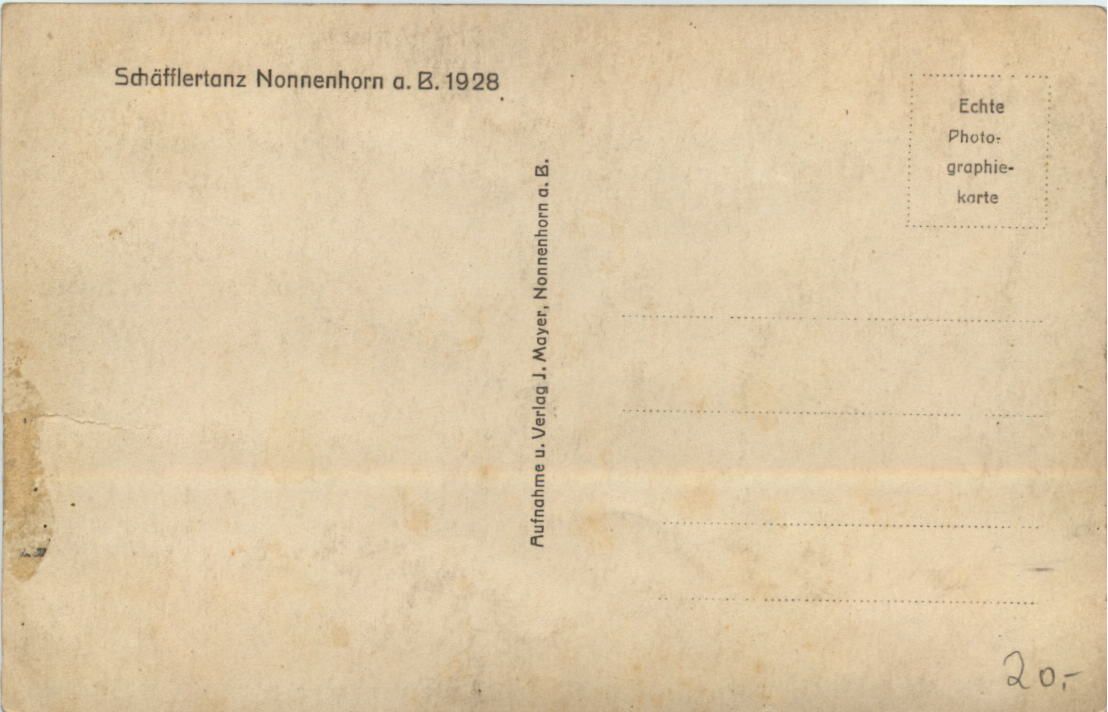 Schäfflertanz Nonnenhorn a. B. 1928
Echte
Photo-
graphie-
karte
Aufnahme u. Verlag J. Mayer, Nonnenhorn a. B.
20,-